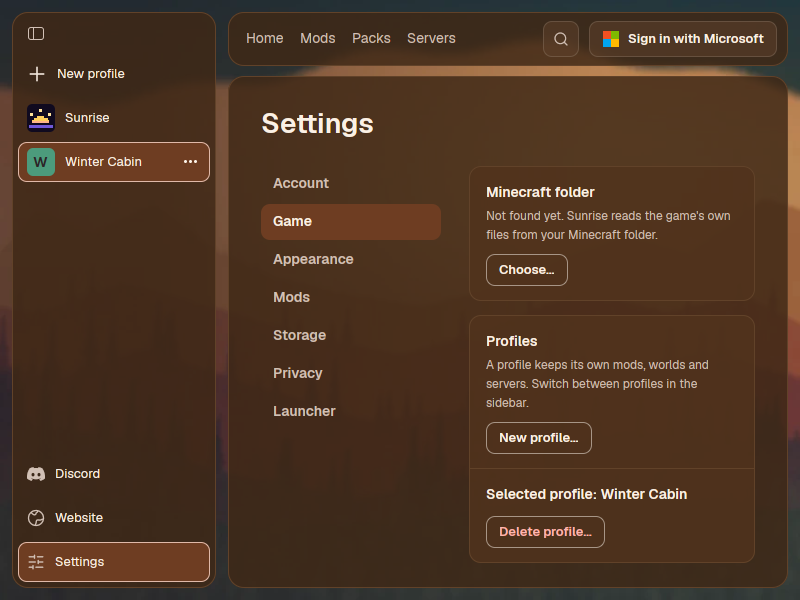 New profile
Sunrise
W
Winter Cabin
Discord
Website
Settings
Home
Mods
Packs
Servers
Sign in with Microsoft
Settings
Account
Game
Appearance
Mods
Storage
Privacy
Launcher
Minecraft folder
Not found yet. Sunrise reads the game's own
files from your Minecraft folder.
Choose...
Profiles
A profile keeps its own mods, worlds and
servers. Switch between profiles in the
sidebar.
New profile...
Selected profile: Winter Cabin
Delete profile...